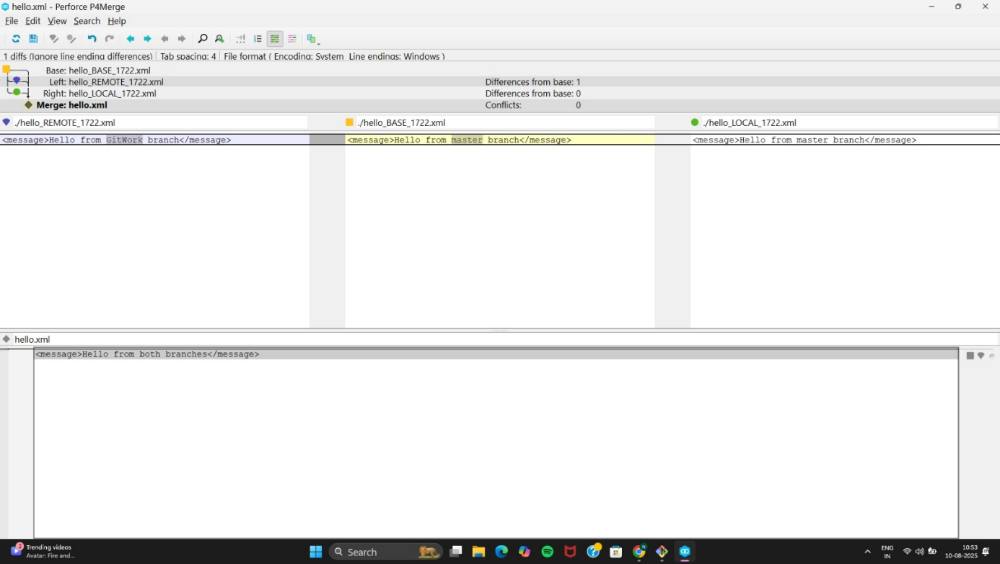 hello.xml - Perforce P4Merge
File Edit View Search Help
1 diffs (Ignore line ending differences) Tab spacing: 4 File format ( Encoding: System Line endings: Windows )
Base: hello_BASE_1722.xml
Left: hello_REMOTE_1722.xml Differences from base: 1
Right: hello_LOCAL_1722.xml Differences from base: 0
Merge: hello.xml Conflicts: 0
./hello_REMOTE_1722.xml ./hello_BASE_1722.xml ./hello_LOCAL_1722.xml
<message>Hello from GitWork branch</message> <message>Hello from master branch</message> <message>Hello from master branch</message>
hello.xml
<message>Hello from both branches</message>
2 Trending videos
Avatar: Fire and...
Search
N
ENG
IN
10:53
10-08-2025